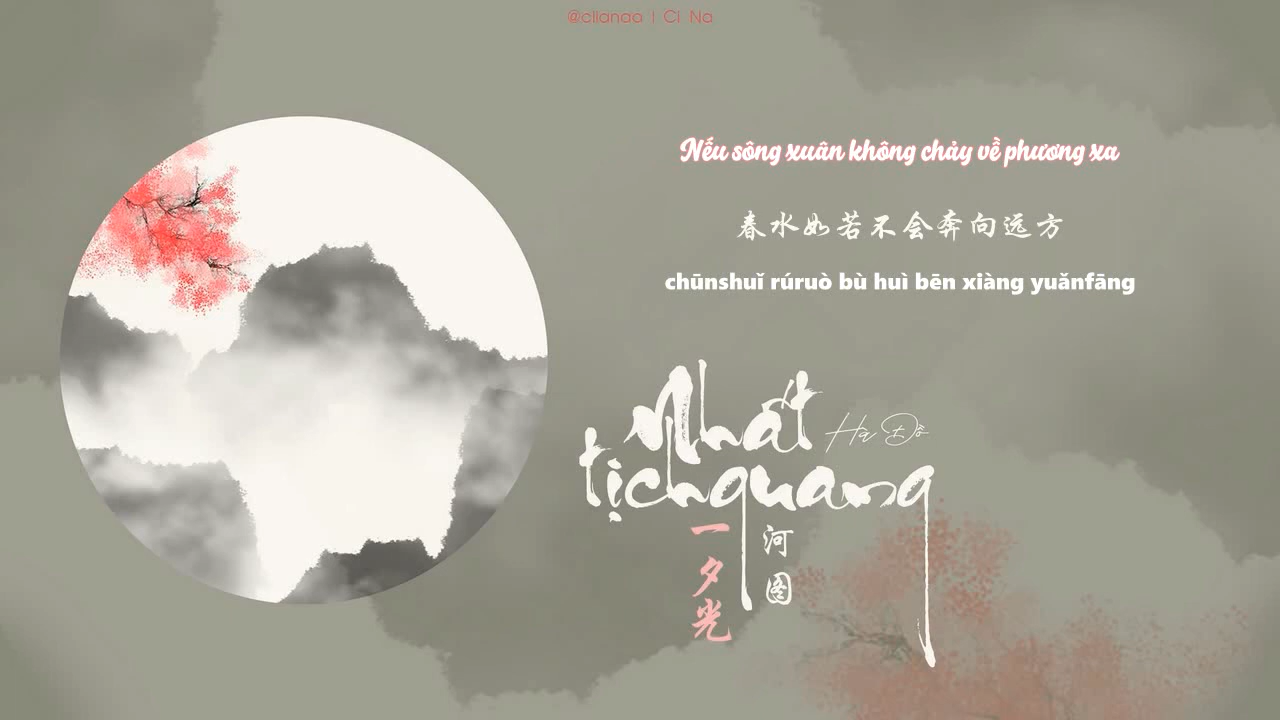 @ciianaa | Ci Na
Nếu sông xuân không chảy về phương xa
春水如若不会奔向远方
chūnshuǐ rúruò bù huì bēn xiàng yuǎnfāng
Nhất
Hà Đồ
tịch quang
一夕光
河图